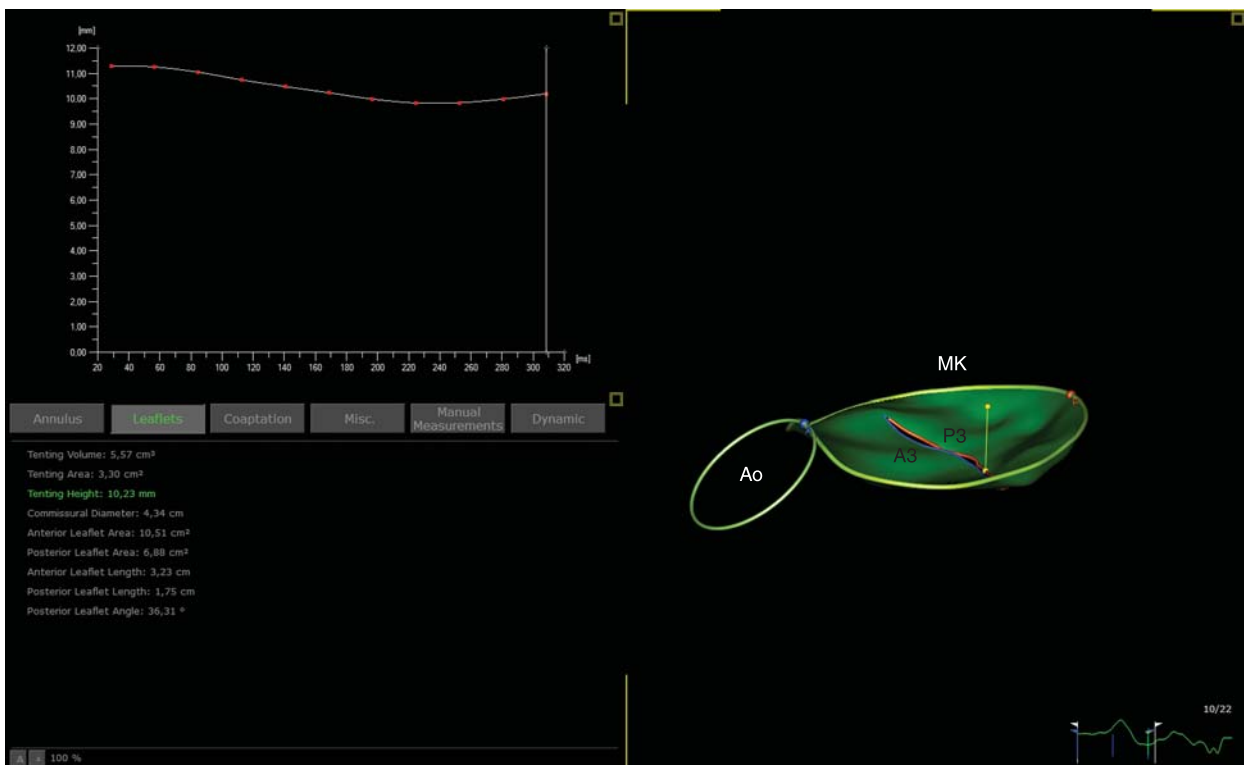 [mm]
12.00
11.00
10.00
9.00
8.00
7.00
6.00
5.00
4.00
3.00
2.00
1.00
0.00
20 40 60 80 100 120 140 160 180 200 220 240 260 280 300 320
[ms]
Annulus
Leaflets
Coaptation
Misc.
Manual
Measurements
Dynamic
Tenting Volume: 5,57 cm³
Tenting Area: 3,30 cm²
Tenting Height: 10,23 mm
Commissural Diameter: 4,34 cm
Anterior Leaflet Area: 10,51 cm²
Posterior Leaflet Area: 6,88 cm²
Anterior Leaflet Length: 3,23 cm
Posterior Leaflet Length: 1,75 cm
Posterior Leaflet Angle: 36,31 °
100 %
MK
P3
A3
Ao
10/22